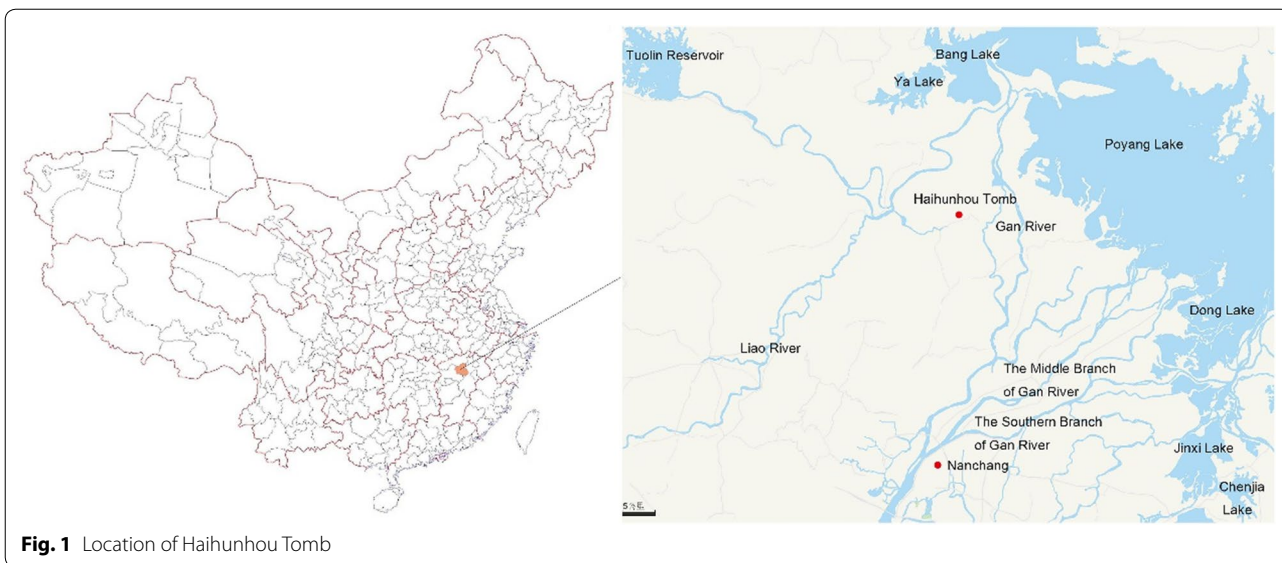 Tuolin Reservoir
Bang Lake
Ya Lake
Poyang Lake
Haihunhou Tomb
Gan River
Dong Lake
Liao River
The Middle Branch
of Gan River
The Southern Branch
of Gan River
Jinxi Lake
Nanchang
Chenjia
Lake
Fig. 1 Location of Haihunhou Tomb